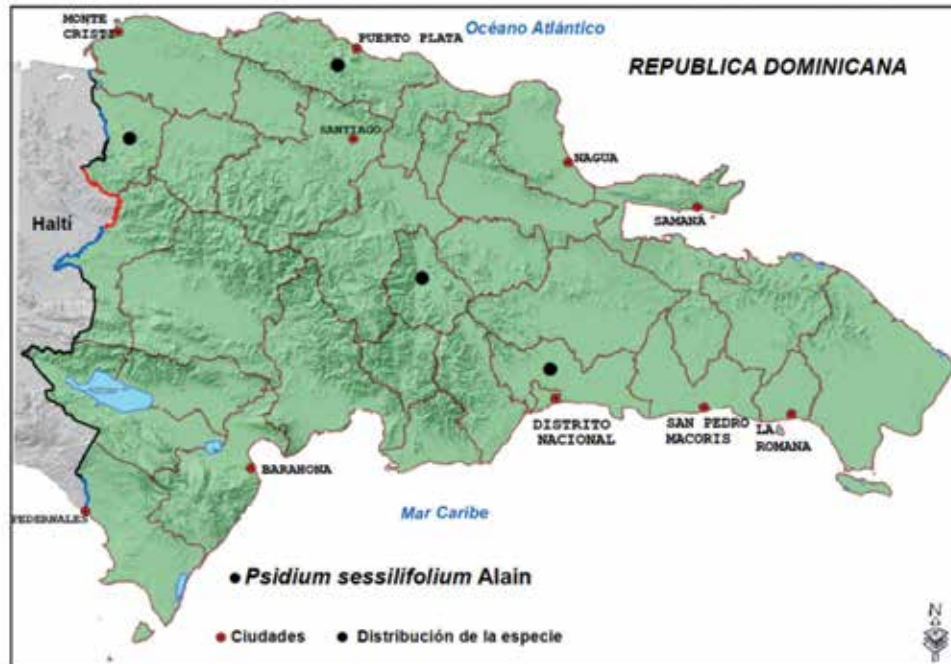 MONTE
CRISTI
PUERTO PLATA
Océano Atlántico
REPUBLICA DOMINICANA
SANTIAGO
NAGUA
SAMANÁ
Haltí
DISTRITO
NACIONAL
SAN PEDRO
MACORIS
LA
ROMANA
BARAHONA
PEDERNALES
Mar Caribe
Psidium sessilifolium Alain
Ciudades
Distribución de la especie
N